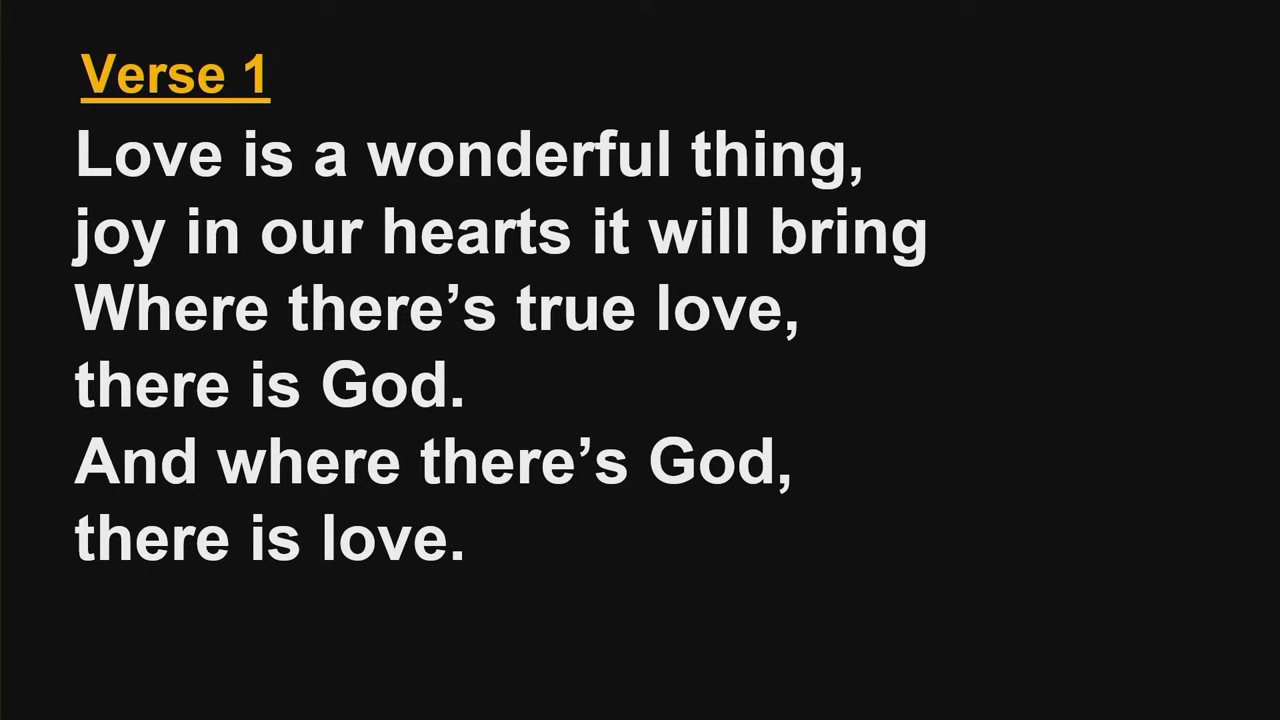 Verse 1
Love is a wonderful thing,
joy in our hearts it will bring
Where there’s true love,
there is God.
And where there’s God,
there is love.